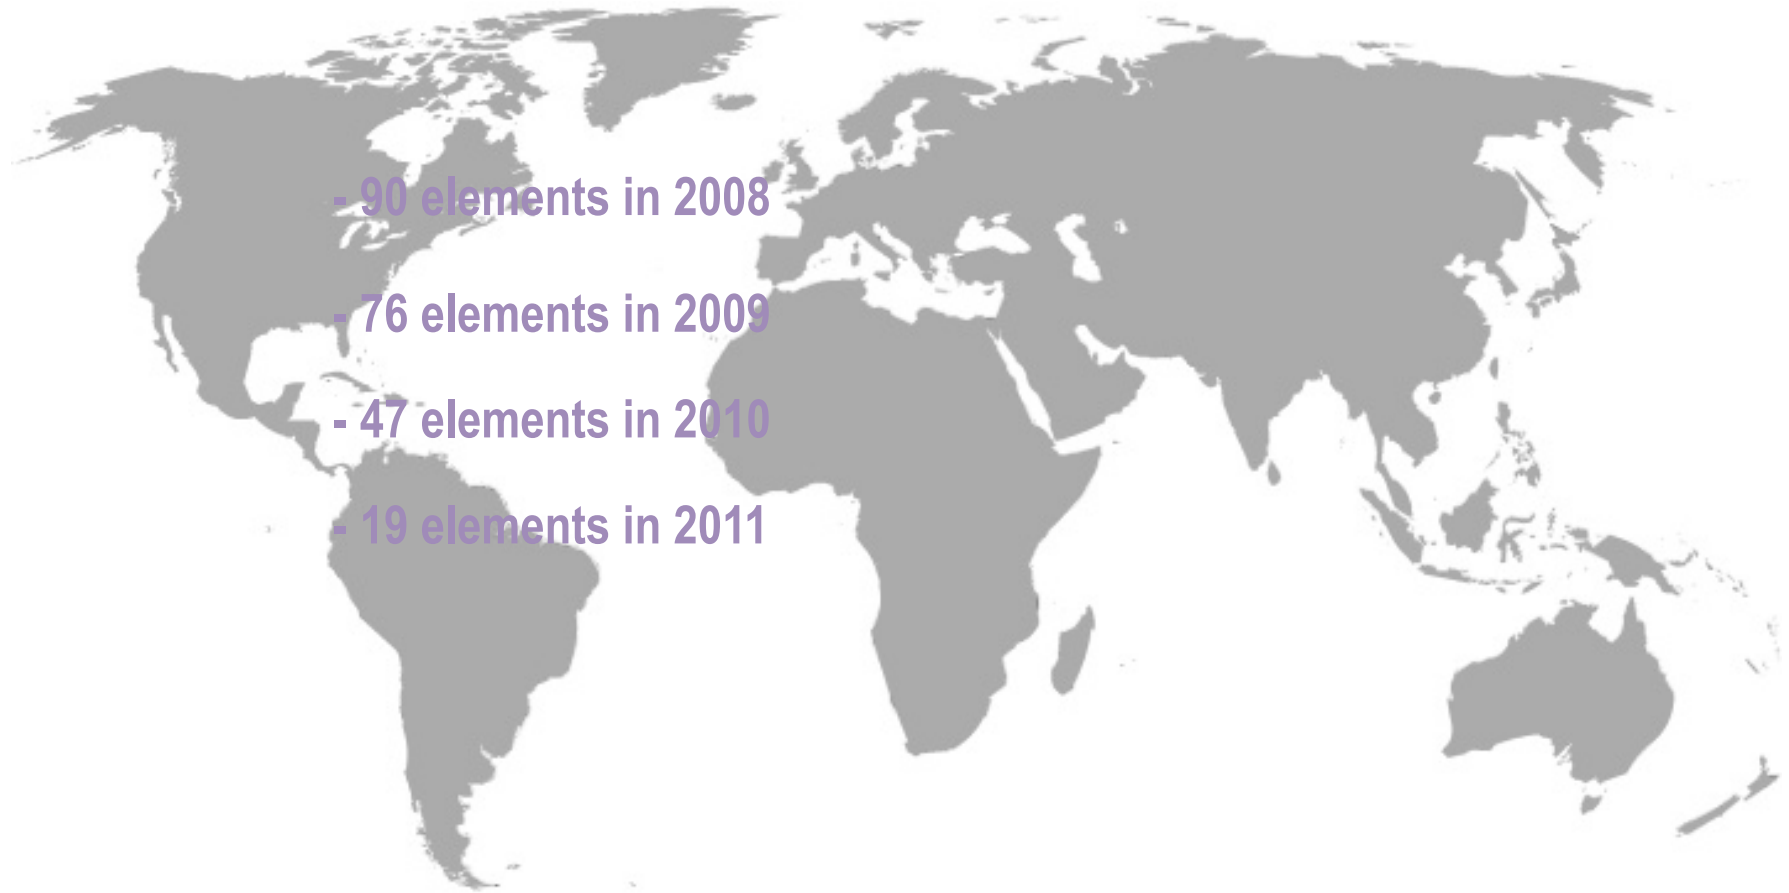 - 90 elements in 2008
- 76 elements in 2009
- 47 elements in 2010
- 19 elements in 2011